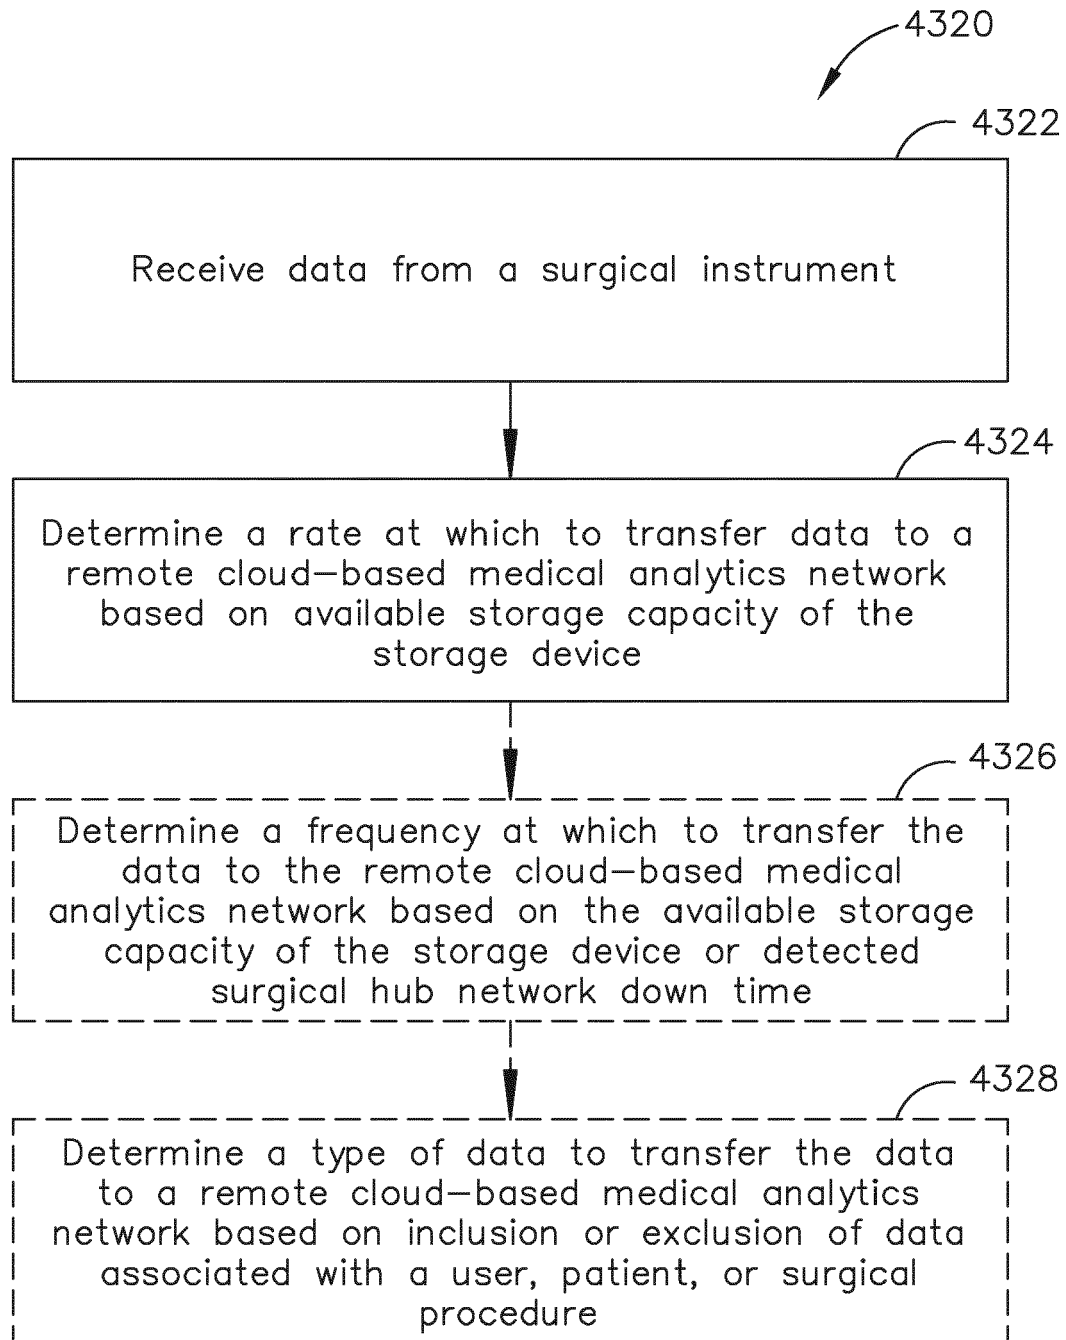 4320
4322
Receive data from a surgical instrument
4324
Determine a rate at which to transfer data to a
remote cloud-based medical analytics network
based on available storage capacity of the
storage device
4326
Determine a frequency at which to transfer the
data to the remote cloud-based medical
analytics network based on the available storage
capacity of the storage device or detected
surgical hub network down time
4328
Determine a type of data to transfer the data
to a remote cloud-based medical analytics
network based on inclusion or exclusion of data
associated with a user, patient, or surgical
procedure